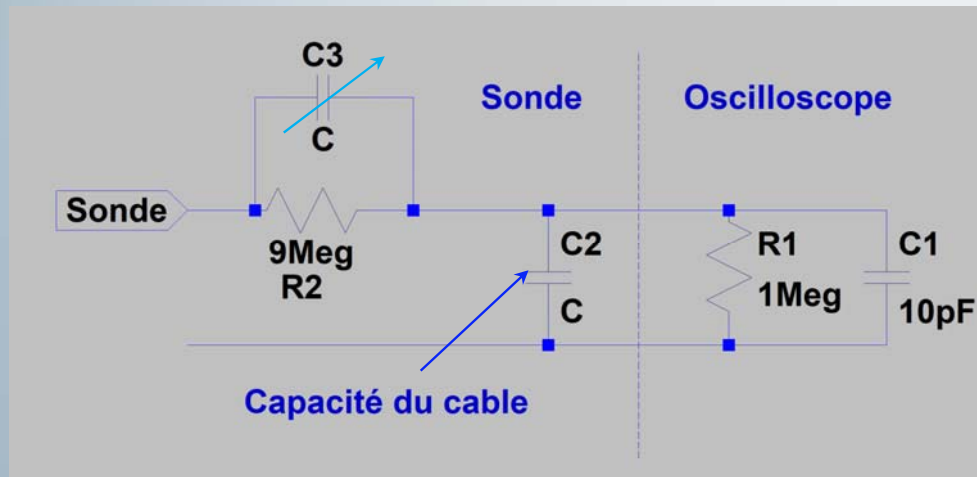 C3
C
Sonde
Oscilloscope
Sonde
9Meg
R2
C2
C
R1
1Meg
C1
10pF
Capacité du cable